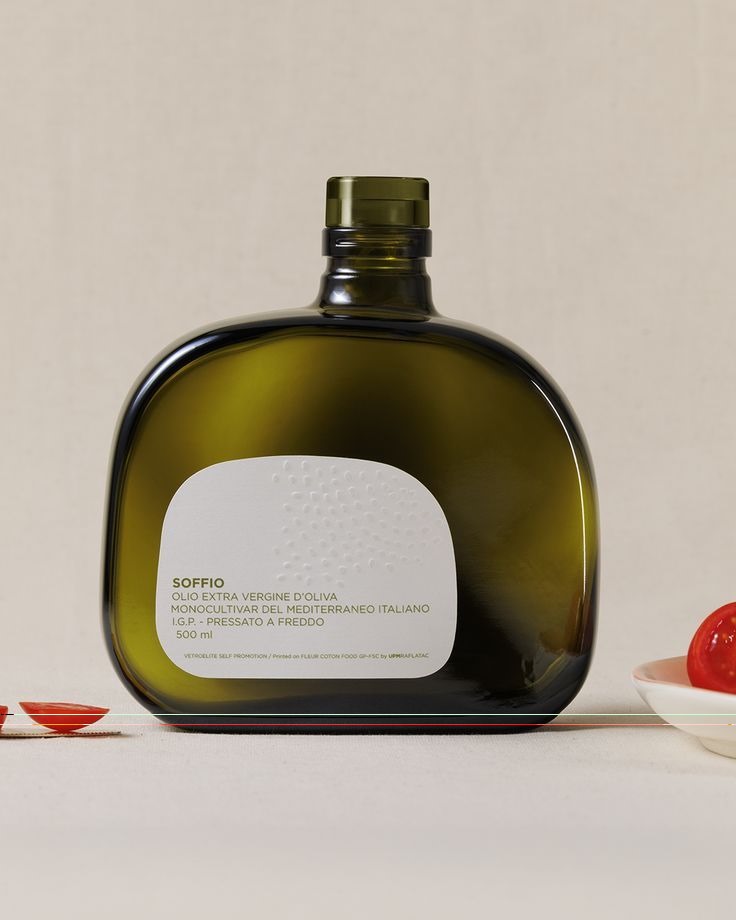 SOFFIO
OLIO EXTRA VERGINE D'OLIVA
MONOCULTIVAR DEL MEDITERRANEO ITALIANO
I.G.P. - PRESSATO A FREDDO
500 ml
VETROELITE SELF PROMOTION / Printed on FLEUR COTON FOOD GP-FSC by UPMRAFLATAC